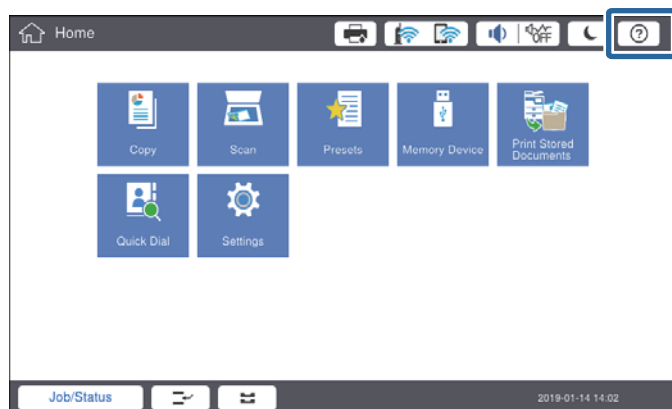 Home
OFF
?
Copy
Scan
Presets
Memory Device
Print Stored
Documents
Quick Dial
Settings
Job/Status
2019-01-14 14:02